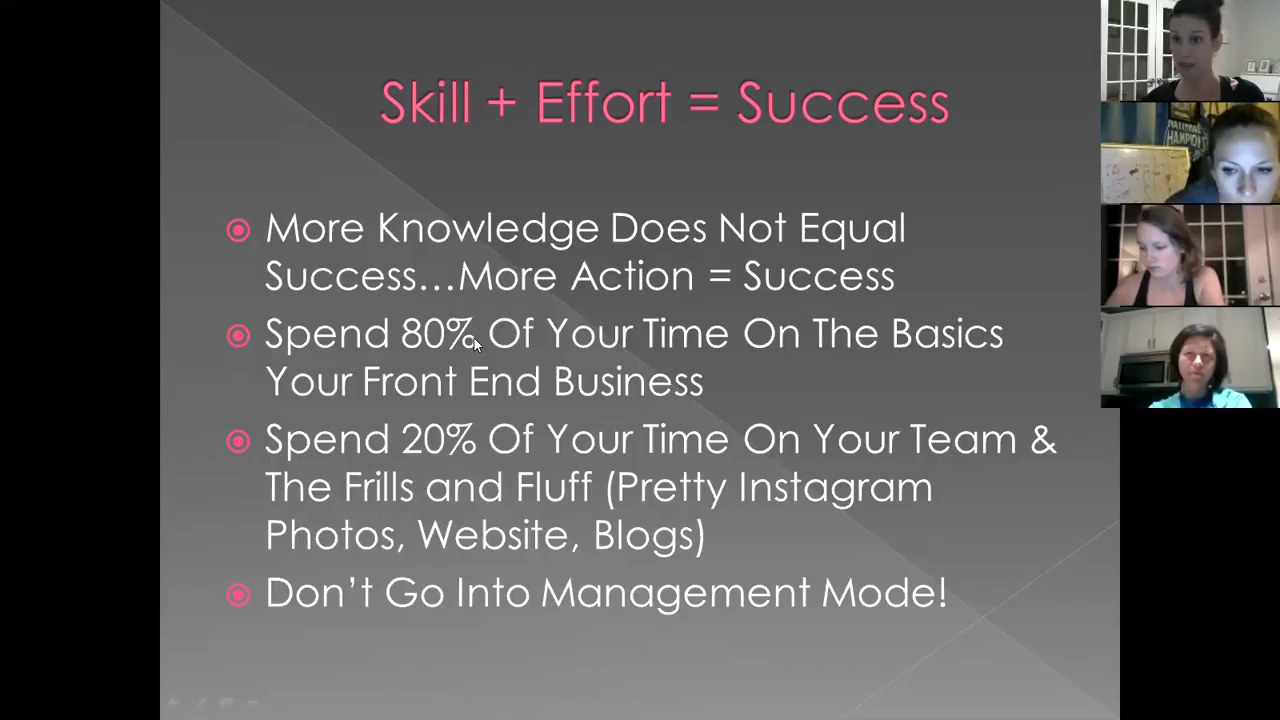 Skill + Effort = Success
More Knowledge Does Not Equal
Success…More Action = Success
Spend 80% Of Your Time On The Basics
Your Front End Business
Spend 20% Of Your Time On Your Team &
The Frills and Fluff (Pretty Instagram
Photos, Website, Blogs)
Don’t Go Into Management Mode!